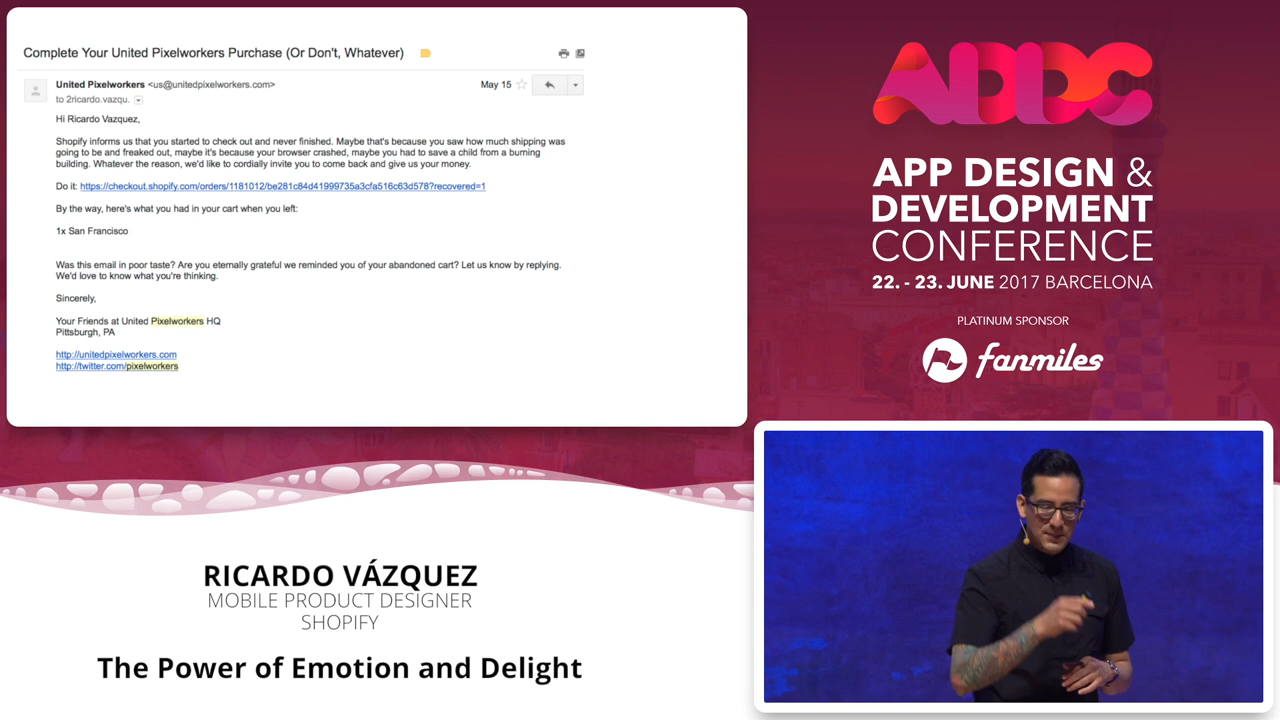 Complete Your United Pixelworkers Purchase (Or Don't, Whatever)
United Pixelworkers <us@unitedpixelworkers.com>
May 15
to 2ricardo.vazqu.
Hi Ricardo Vazquez,
Shopify informs us that you started to check out and never finished. Maybe that's because you saw how much shipping was
going to be and freaked out, maybe it's because your browser crashed, maybe you had to save a child from a burning
building. Whatever the reason, we'd like to cordially invite you to come back and give us your money.
Do it: https://checkout.shopify.com/orders/1181012/be281c84d41999735a3cfa516c63d578?recovered=1
By the way, here's what you had in your cart when you left:
1x San Francisco
Was this email in poor taste? Are you eternally grateful we reminded you of your abandoned cart? Let us know by replying.
We'd love to know what you're thinking.
Sincerely,
Your Friends at United Pixelworkers HQ
Pittsburgh, PA
http://unitedpixelworkers.com
http://twitter.com/pixelworkers
ADDC
APP DESIGN &
DEVELOPMENT
CONFERENCE
22. - 23. JUNE 2017 BARCELONA
PLATINUM SPONSOR
fanmiles
RICARDO VÁZQUEZ
MOBILE PRODUCT DESIGNER
SHOPIFY
The Power of Emotion and Delight